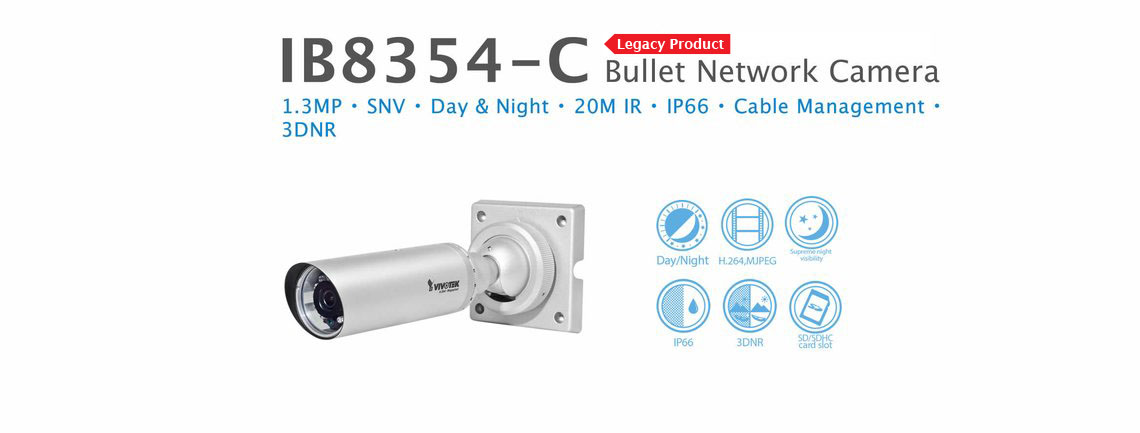 IB8354-C
Legacy Product
Bullet Network Camera
1.3MP • SNV • Day & Night • 20M IR • IP66 • Cable Management •
3DNR
VIVOTEK
Day/Night
H.264,MJPEG
Supreme night
visibility
IP66
3DNR
SD/SDHC
card slot